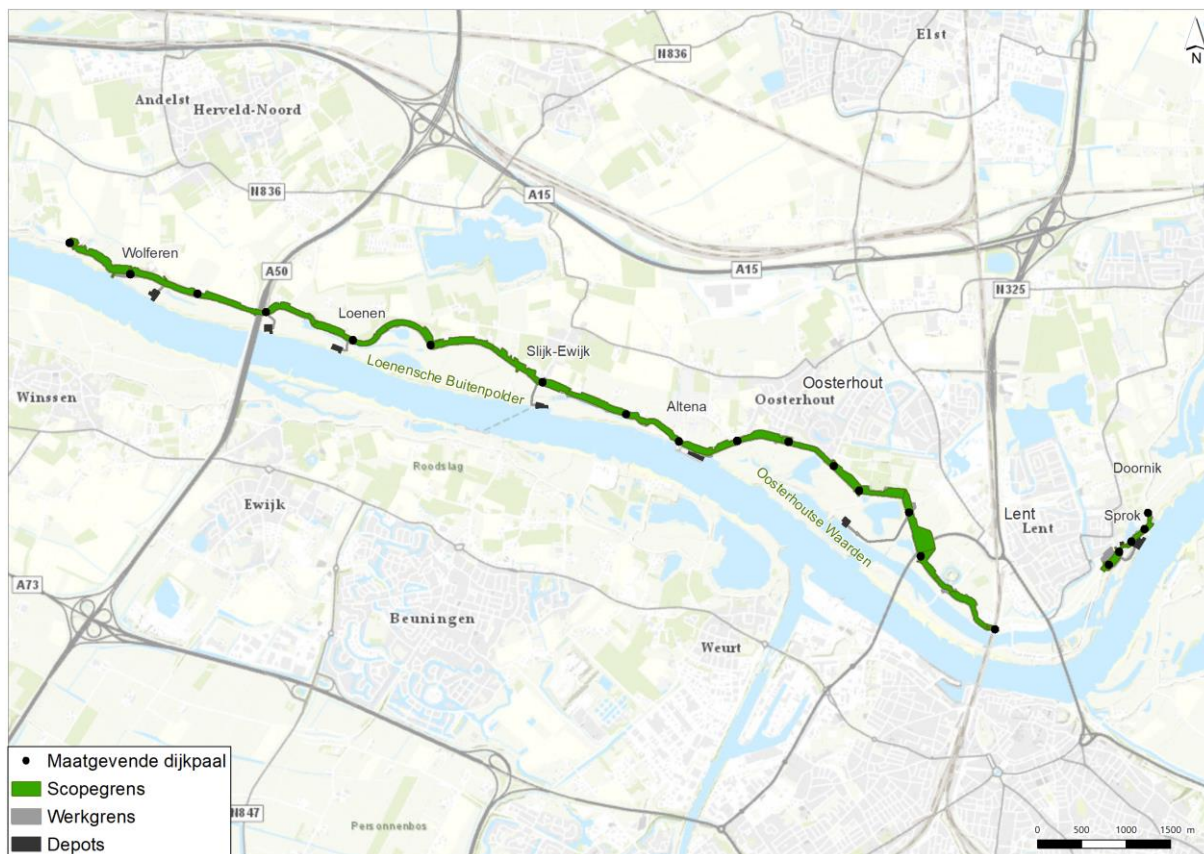 Elst
N836
N
Andelst
Herveld-Noord
N836
A15
Wolferen
A50
A15
N325
Loenen
Slijk-Ewijk
Loenensche Buitenpolder
Winssen
Oosterhout
Oosterhout
Altena
Roodslag
Doornik
Oosterhoutse Waarden
Ewijk
Lent
Lent
Sprok
A73
Beuningen
Weurt
Maatgevende dijkpaal
Scopegrens
Werkgrens
Depots
N847
Personnenbos
0 500 1000 1500 m